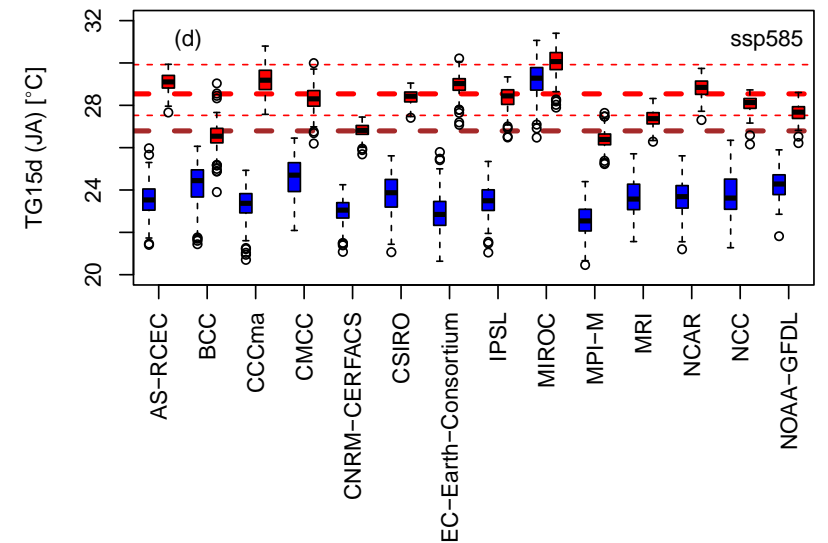 (d)
ssp585
TG15d (JA) [°C]
32
28
24
20
AS−RCEC
BCC
CCCma
CMCC
CNRM−CERFACS
CSIRO
EC−Earth−Consortium
IPSL
MIROC
MPI−M
MRI
NCAR
NCC
NOAA−GFDL